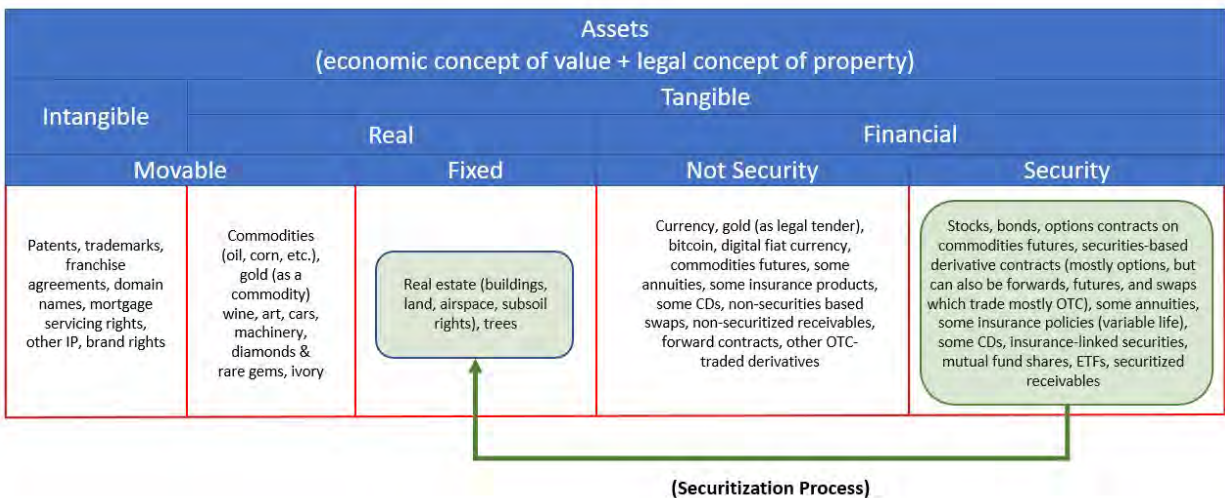 Assets
(economic concept of value + legal concept of property)
Intangible
Tangible
Real
Financial
Movable
Fixed
Not Security
Security
Patents, trademarks,
franchise
agreements, domain
names, mortgage
servicing rights,
other IP, brand rights
Commodities
(oil, corn, etc.),
gold (as a
commodity)
wine, art, cars,
machinery,
diamonds &
rare gems, ivory
Real estate (buildings,
land, airspace, subsoil
rights), trees
Currency, gold (as legal tender),
bitcoin, digital fiat currency,
commodities futures, some
annuities, some insurance products,
some CDs, non-securities based
swaps, non-securitized receivables,
forward contracts, other OTC-
traded derivatives
Stocks, bonds, options contracts on
commodities futures, securities-based
derivative contracts (mostly options, but
can also be forwards, futures, and swaps
which trade mostly OTC), some annuities,
some insurance policies (variable life),
some CDs, insurance-linked securities,
mutual fund shares, ETFs, securitized
receivables
(Securitization Process)